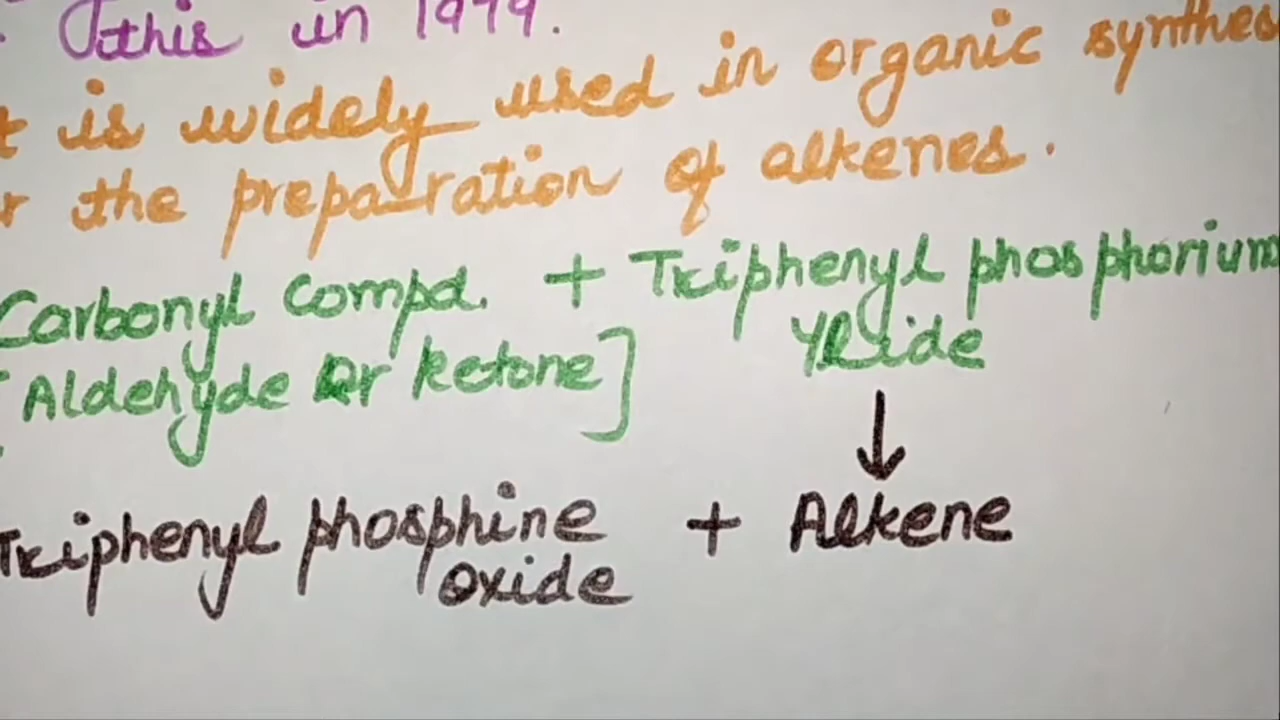 this in 1979.
is widely used in organic synthes
the preparation of alkenes.
Carbonyl Compd. + Triphenyl phosphorium
Ylide
[Aldehyde or ketone]
Triphenyl phosphine + Alkene
oxide